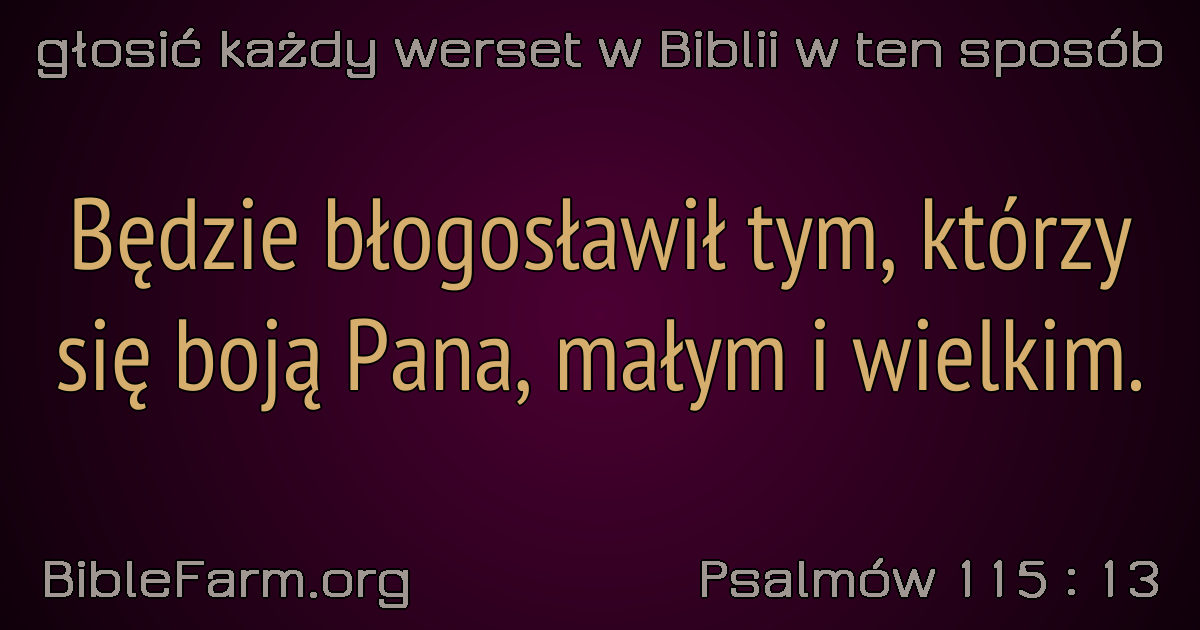 głosić każdy werset w Biblii w ten sposób
Będzie błogosławił tym, którzy
się boją Pana, małym i wielkim.
BibleFarm.org
Psalmów 115 : 13